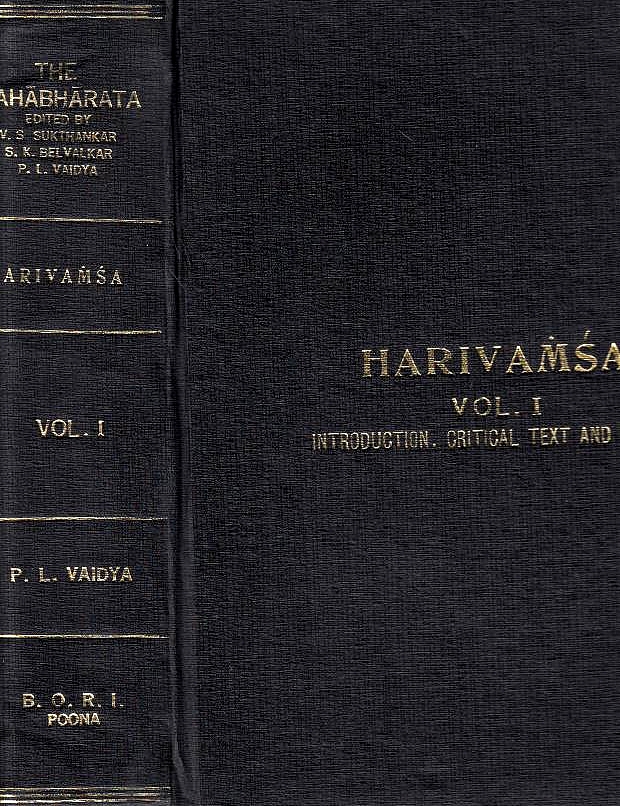 THE
AHĀBHĀRATA
EDITED BY
V. S. SUKTHANKAR
S. K. BELVALKAR
P. L. VAIDYA
ARIVAṀŚA
VOL. I
P. L. VAIDYA
B. O. R. I.
POONA
HARIVAṀŚA
VOL. I
INTRODUCTION. CRITICAL TEXT AND